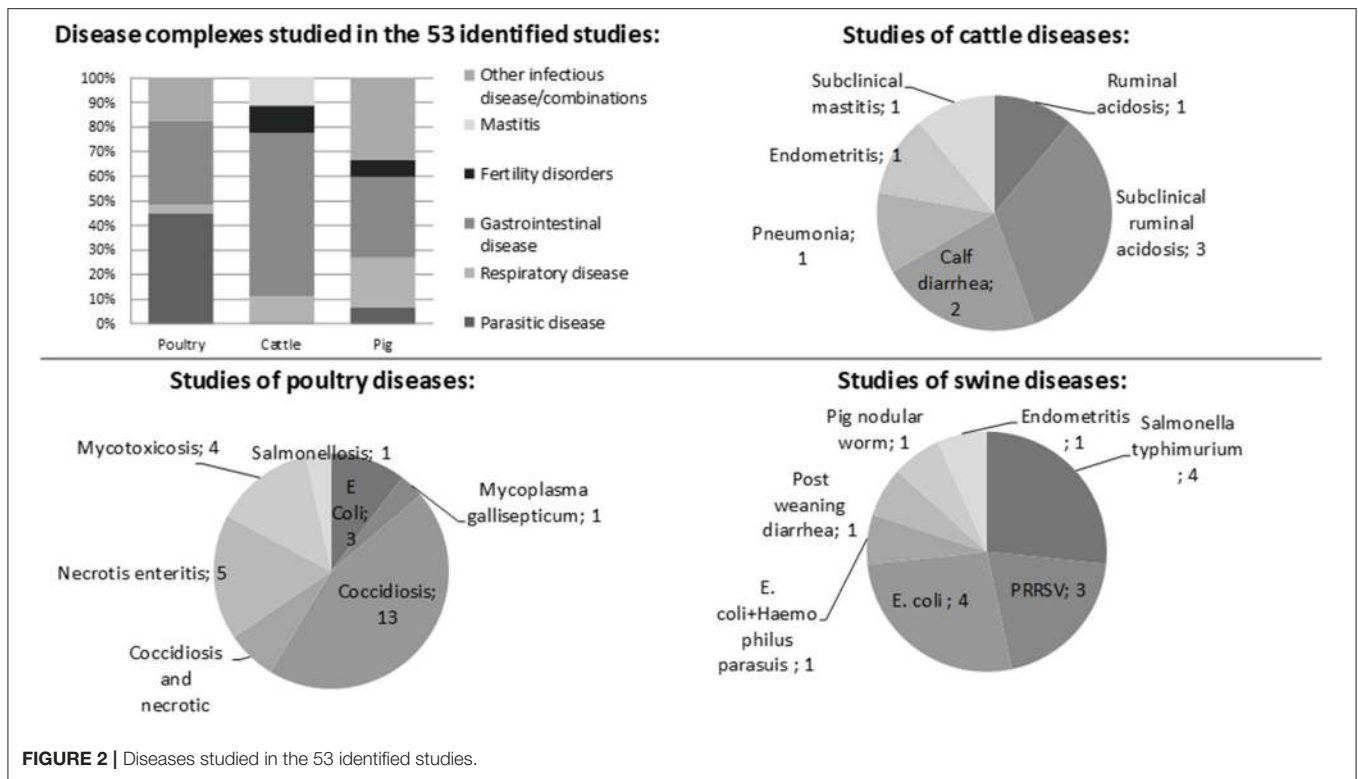 Disease complexes studied in the 53 identified studies:
100%
90%
80%
70%
60%
50%
40%
30%
20%
10%
0%
Poultry
Cattle
Pig
Other infectious
disease/combinations
Mastitis
Fertility disorders
Gastrointestinal
disease
Respiratory disease
Parasitic disease
Studies of cattle diseases:
Subclinical
mastitis; 1
Ruminal
acidosis; 1
Endometritis; 1
Subclinical
ruminal
acidosis; 3
Pneumonia;
1
Calf
diarrhea;
2
Studies of poultry diseases:
Mycotoxicosis; 4
Salmonellosis; 1
E
Coli;
3
Mycoplasma
gallisepticum; 1
Necrotis enteritis; 5
Coccidiosis;
13
Coccidiosis
and
necrotic
Studies of swine diseases:
Pig nodular
worm; 1
Endometritis
; 1
Salmonella
typhimurium
; 4
Post
weaning
diarrhea; 1
E.
coli+Haemo
philus
parasuis ; 1
E. coli ; 4
PRRSV; 3
FIGURE 2 | Diseases studied in the 53 identified studies.